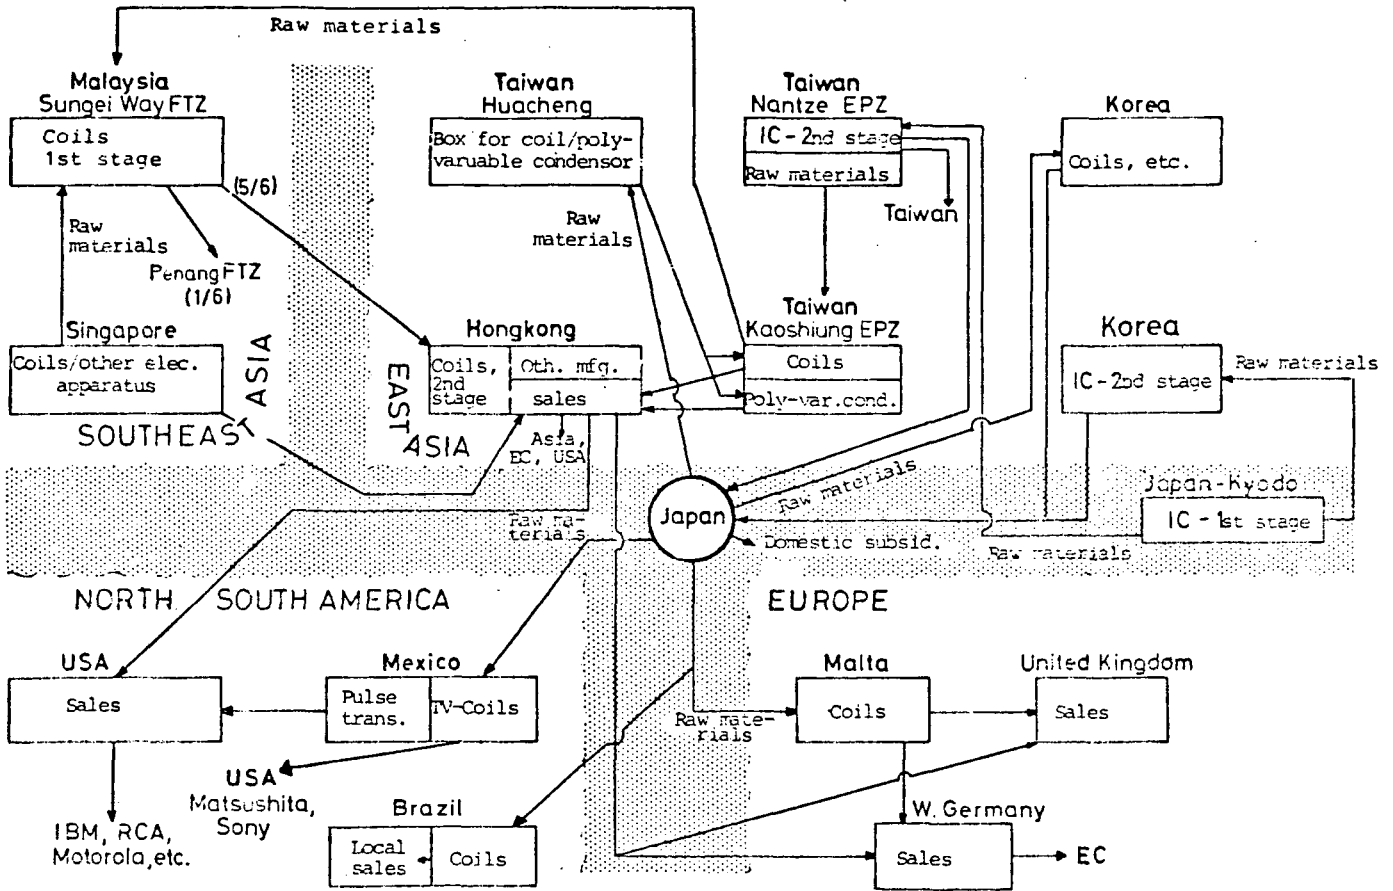 Raw materials
Malaysia
Sungei Way FTZ
Coils
1st stage
(5/6)
Raw
materials
Penang FTZ
(1/6)
Singapore
Coils/other elec.
apparatus
SOUTHEAST ASIA
Taiwan
Huacheng
Box for coil/poly-
varuable condensor
Raw
materials
Taiwan
Nantze EPZ
IC-2nd stage
Raw materials
Taiwan
Korea
Coils, etc.
Hongkong
Coils,
2nd
stage
Oth. mfg.
sales
Asia,
EC, USA
EAST ASIA
Taiwan
Kaoshiung EPZ
Coils
Poly-var.cond.
Korea
IC-2nd stage
Raw materials
Japan
Raw materials
Domestic subsid.
Japan-Kyodo
IC-1st stage
Raw materials
Raw ma-
terials
NORTH SOUTH AMERICA
EUROPE
USA
Sales
IBM, RCA,
Motorola, etc.
Mexico
Pulse
trans.
TV-Coils
USA
Matsushita,
Sony
Brazil
Local
sales
Coils
Raw mate-
rials
Malta
Coils
United Kingdom
Sales
W. Germany
Sales
EC